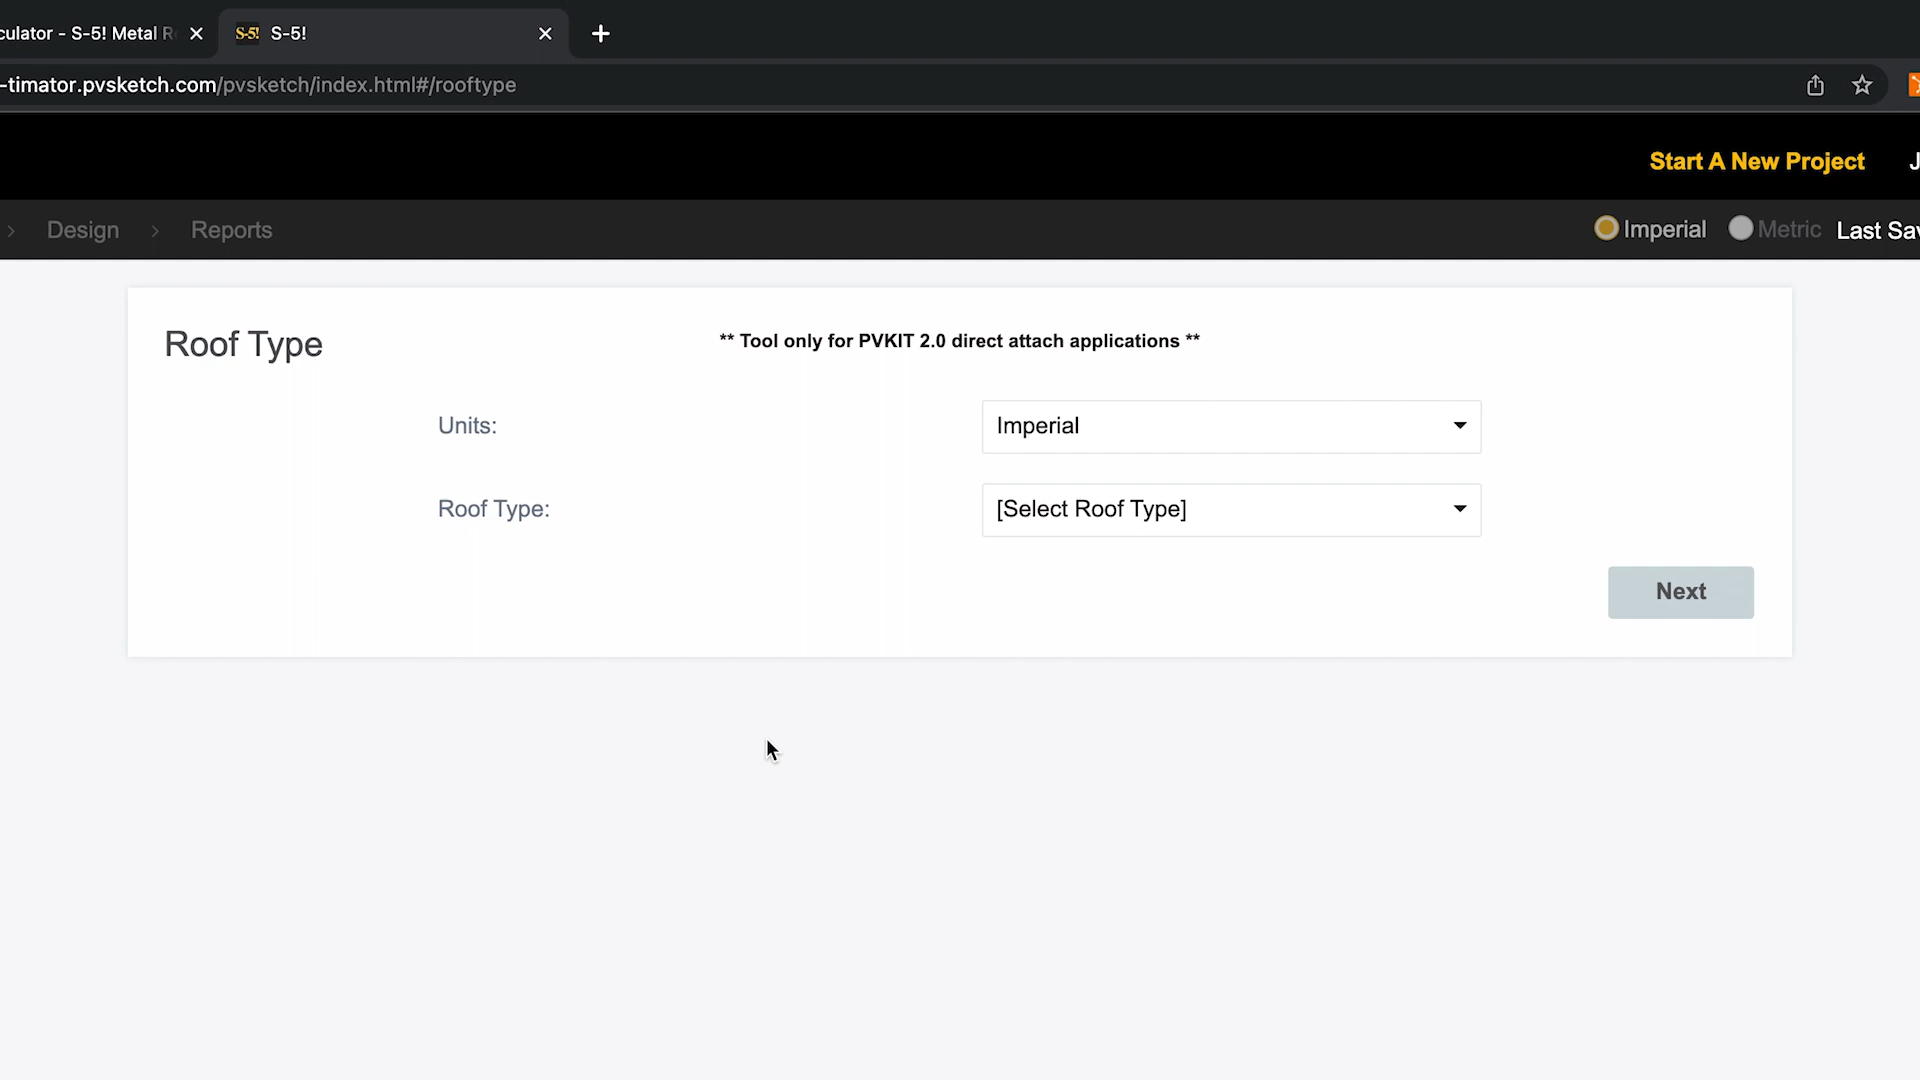 culator - S-5! Metal R
S-5! S-5!
-timator.pvsketch.com/pvsketch/index.html#/rooftype
Start A New Project
J
Design > Reports
Imperial Metric Last Sav
Roof Type
** Tool only for PVKIT 2.0 direct attach applications **
Units: Imperial
Roof Type: [Select Roof Type]
Next